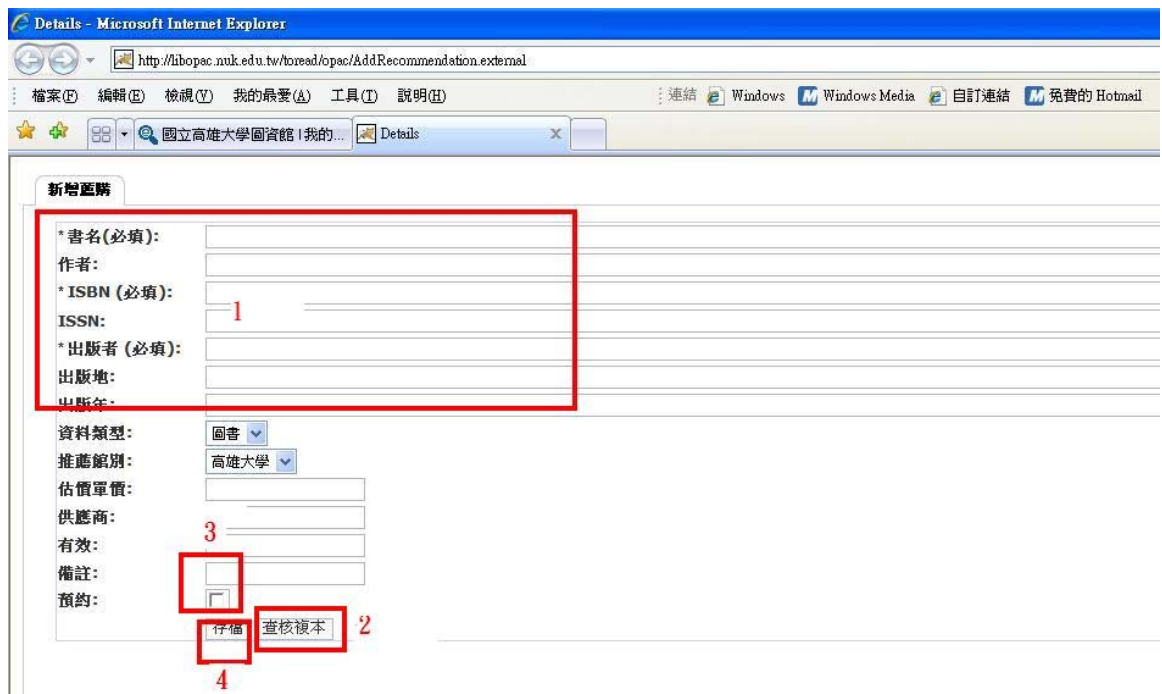 Details - Microsoft Internet Explorer
http://libopac.nuk.edu.tw/toread/opac/AddRecommendation.external
檔案(F) 編輯(E) 檢視(V) 我的最愛(A) 工具(T) 說明(H) 連結 Windows Windows Media 自訂連結 免費的 Hotmail
國立高雄大學圖資館 | 我的... Details
新增薦購
*書名(必填):
作者:
*ISBN (必填):
1
ISSN:
*出版者 (必填):
出版地:
出版年:
資料類型: 圖書
推薦館別: 高雄大學
估價單價:
供應商:
3
有效:
備註:
預約:
存檔 查核複本 2
4